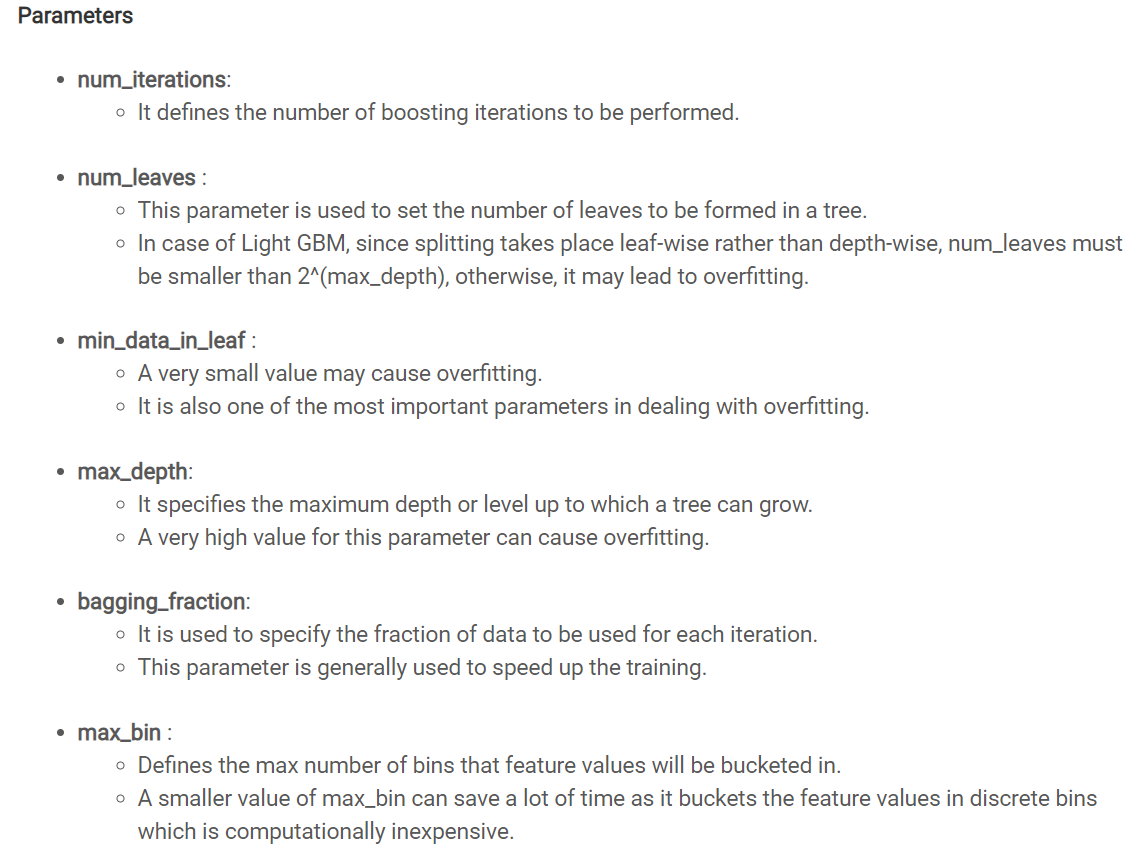 Parameters
• num_iterations:
○ It defines the number of boosting iterations to be performed.
• num_leaves :
○ This parameter is used to set the number of leaves to be formed in a tree.
○ In case of Light GBM, since splitting takes place leaf-wise rather than depth-wise, num_leaves must
be smaller than 2^(max_depth), otherwise, it may lead to overfitting.
• min_data_in_leaf :
○ A very small value may cause overfitting.
○ It is also one of the most important parameters in dealing with overfitting.
• max_depth:
○ It specifies the maximum depth or level up to which a tree can grow.
○ A very high value for this parameter can cause overfitting.
• bagging_fraction:
○ It is used to specify the fraction of data to be used for each iteration.
○ This parameter is generally used to speed up the training.
• max_bin :
○ Defines the max number of bins that feature values will be bucketed in.
○ A smaller value of max_bin can save a lot of time as it buckets the feature values in discrete bins
which is computationally inexpensive.